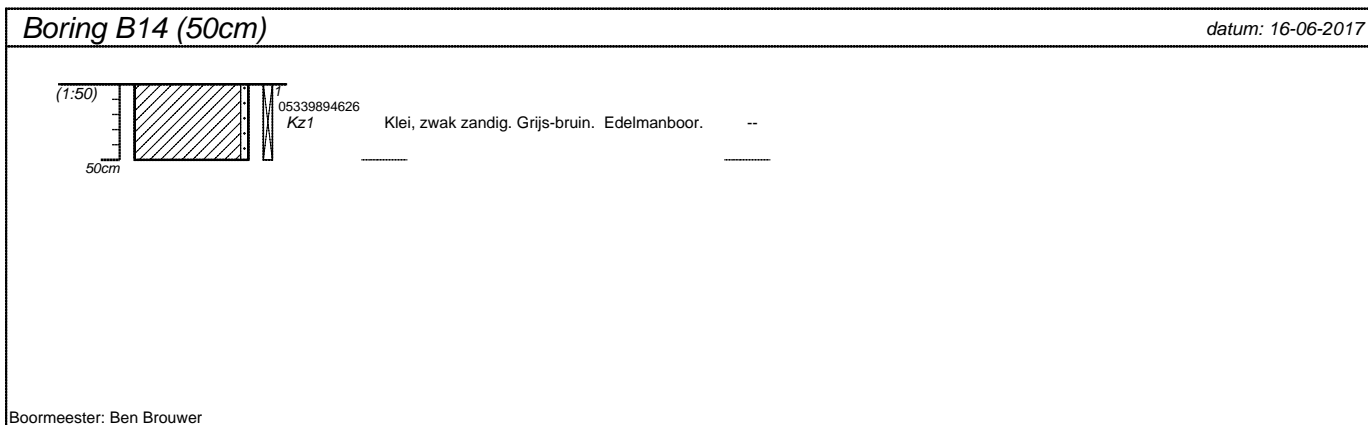 Boring B14 (50cm)
datum: 16-06-2017
(1:50)
1
05339894626
Kz1 Klei, zwak zandig. Grijs-bruin. Edelmanboor. --
50cm
Boormeester: Ben Brouwer